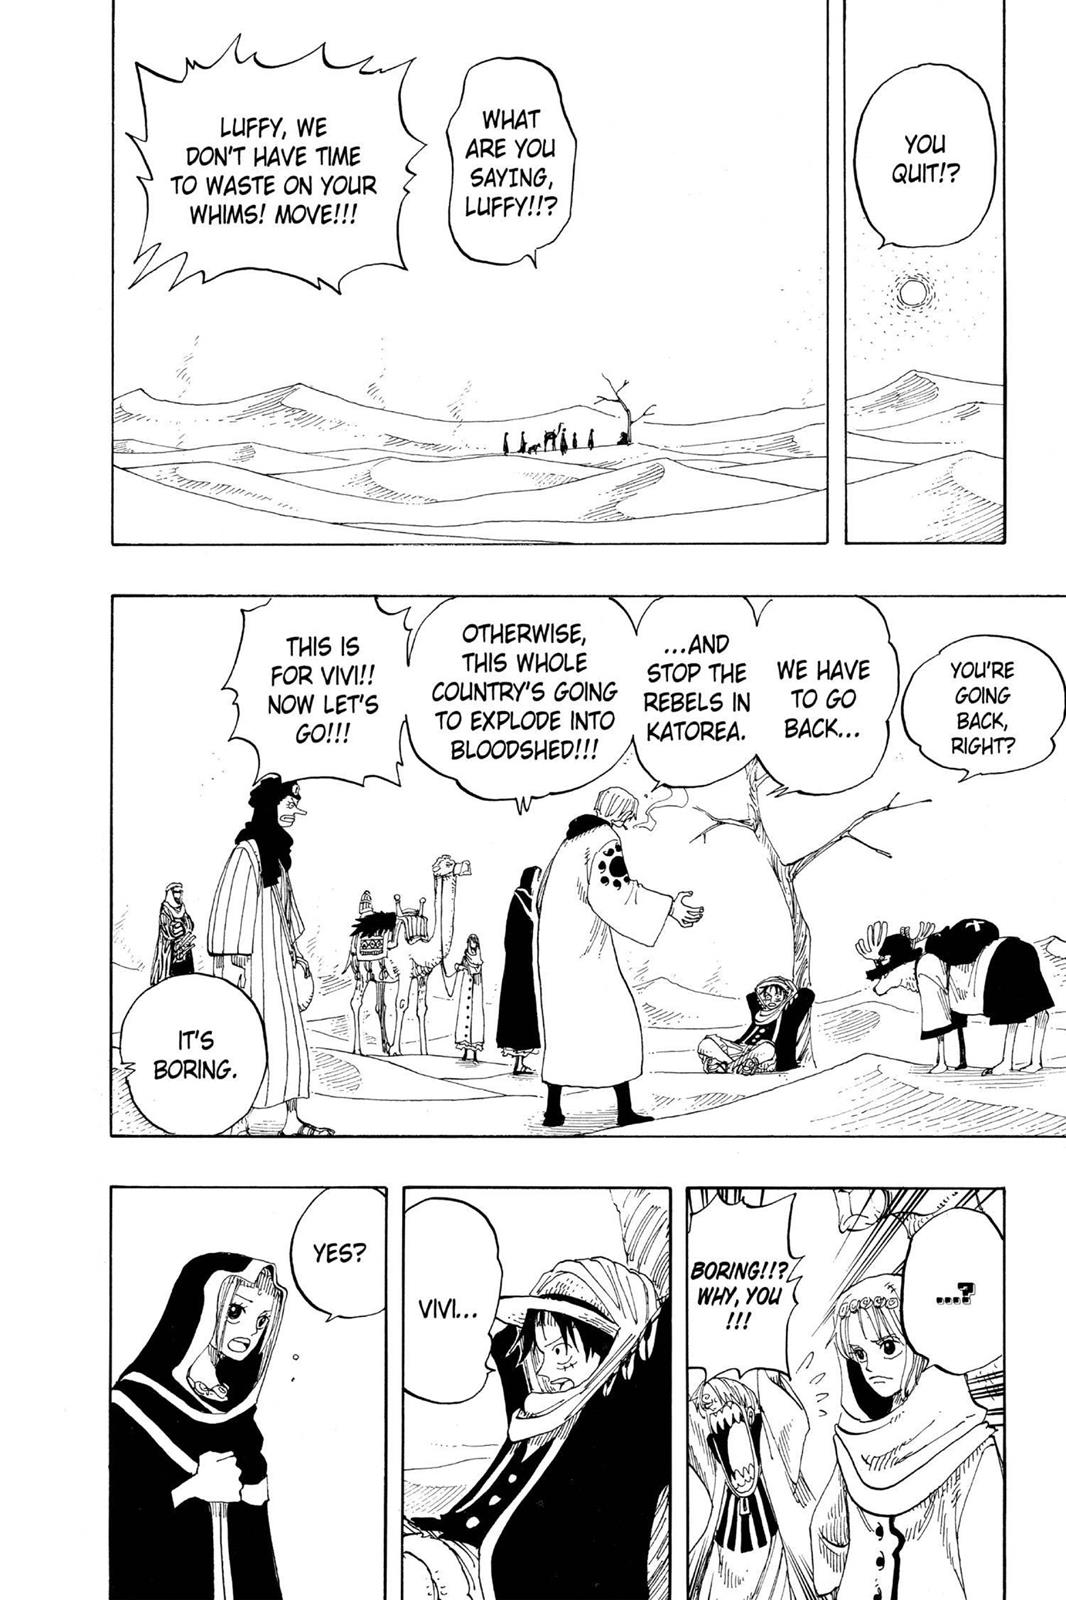 YOU
QUIT!?
WHAT
ARE YOU
SAYING,
LUFFY!!?
LUFFY, WE
DON'T HAVE TIME
TO WASTE ON YOUR
WHIMS! MOVE!!!
YOU'RE
GOING
BACK,
RIGHT?
WE HAVE
TO GO
BACK...
...AND
STOP THE
REBELS IN
KATOREA.
OTHERWISE,
THIS WHOLE
COUNTRY'S GOING
TO EXPLODE INTO
BLOODSHED!!!
THIS IS
FOR VIVI!!
NOW LET'S
GO!!!
IT'S
BORING.
....?
BORING!!?
WHY, YOU
!!!
VIVI...
YES?